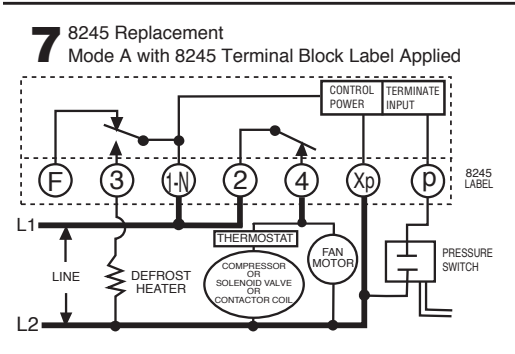 7 8245 Replacement
Mode A with 8245 Terminal Block Label Applied
CONTROL POWER
TERMINATE INPUT
F 3 1-N 2 4 Xp p
8245 LABEL
L1
THERMOSTAT
LINE
DEFROST HEATER
COMPRESSOR
OR
SOLENOID VALVE
OR
CONTACTOR COIL
FAN
MOTOR
PRESSURE
SWITCH
L2